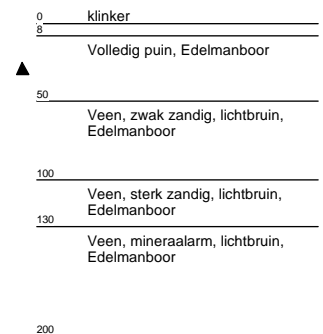 0 klinker
8
Volledig puin, Edelmanboor
50
Veen, zwak zandig, lichtbruin,
Edelmanboor
100
Veen, sterk zandig, lichtbruin,
Edelmanboor
130
Veen, mineraalarm, lichtbruin,
Edelmanboor
200